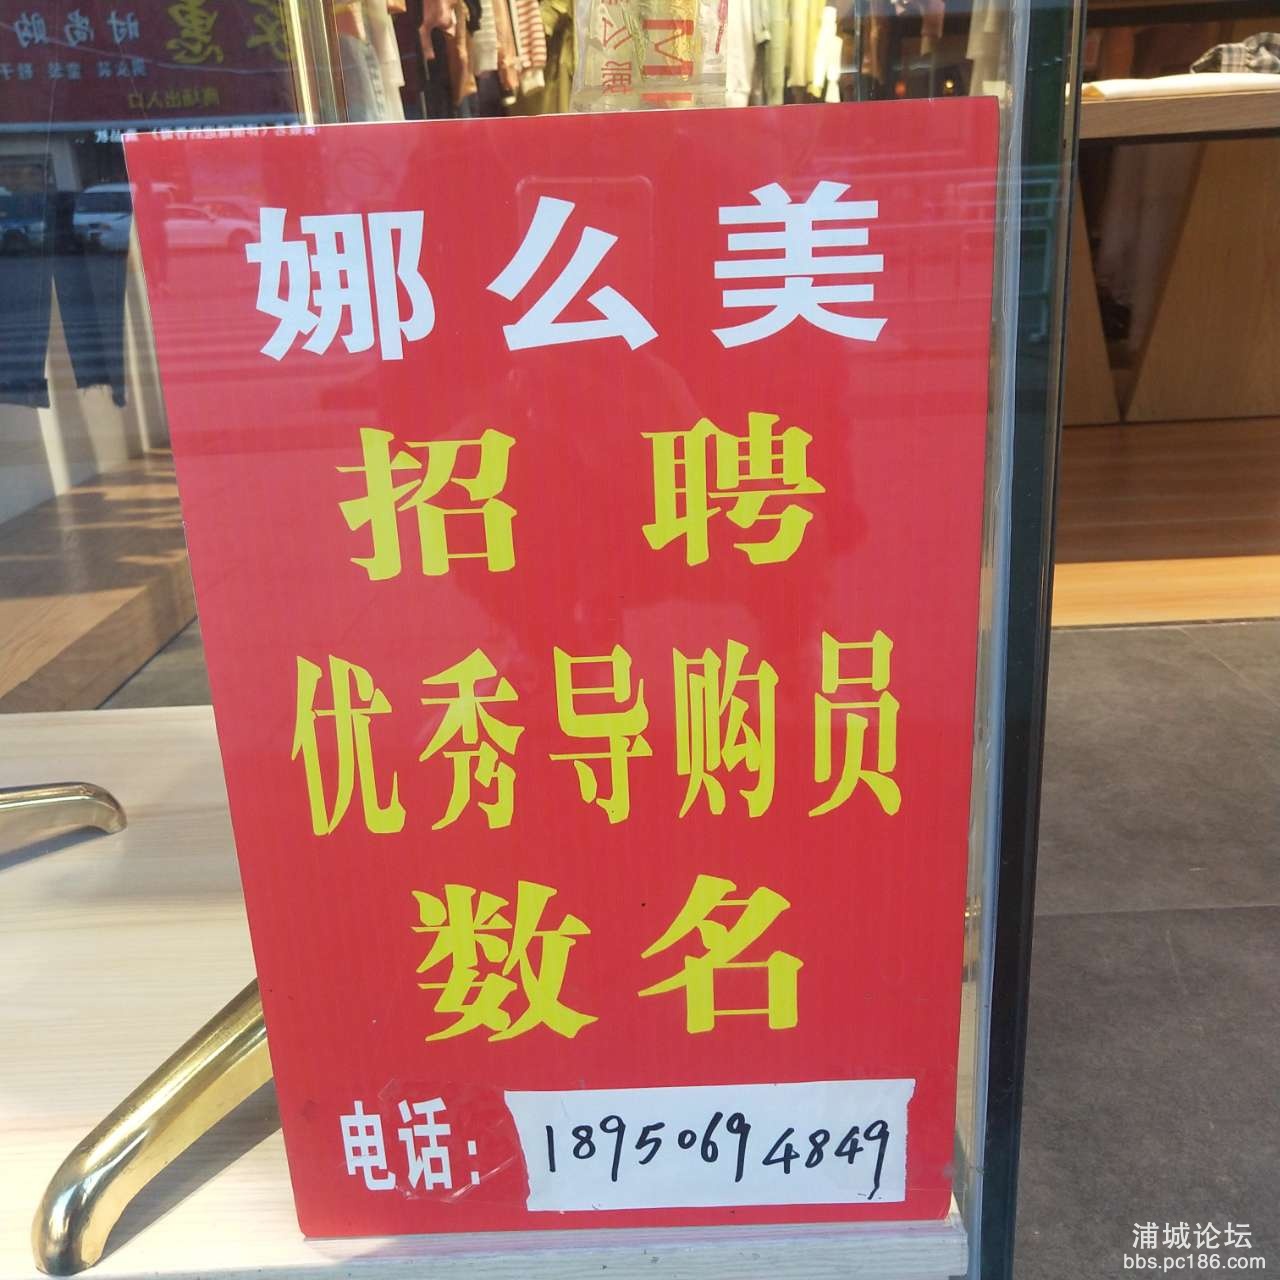 娜么美
招聘
优秀导购员
数名
电话: 18950694849
浦城论坛
bbs.pc186.com